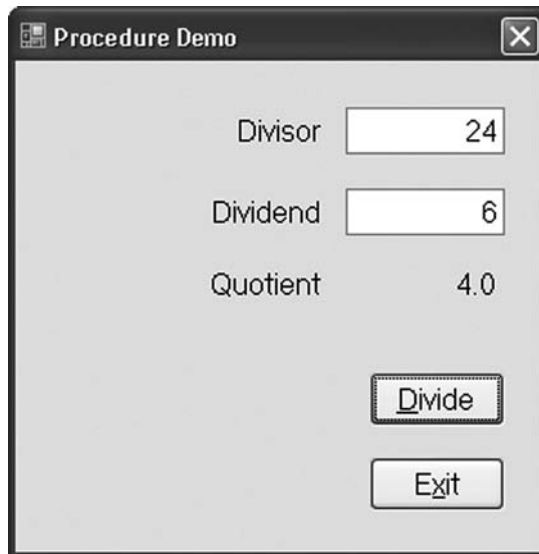 Procedure Demo
Divisor 24
Dividend 6
Quotient 4.0
Divide
Exit